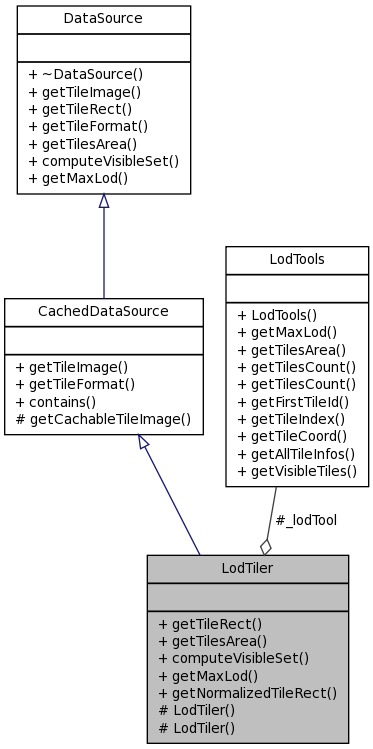 DataSource
+ ~DataSource()
+ getTileImage()
+ getTileRect()
+ getTileFormat()
+ getTilesArea()
+ computeVisibleSet()
+ getMaxLod()
LodTools
+ LodTools()
+ getMaxLod()
+ getTilesArea()
+ getTilesCount()
+ getTilesCount()
+ getFirstTileId()
+ getTileIndex()
+ getTileCoord()
+ getAllTileInfos()
+ getVisibleTiles()
CachedDataSource
+ getTileImage()
+ getTileFormat()
+ contains()
# getCachableTileImage()
#_lodTool
LodTiler
+ getTileRect()
+ getTilesArea()
+ computeVisibleSet()
+ getMaxLod()
+ getNormalizedTileRect()
# LodTiler()
# LodTiler()